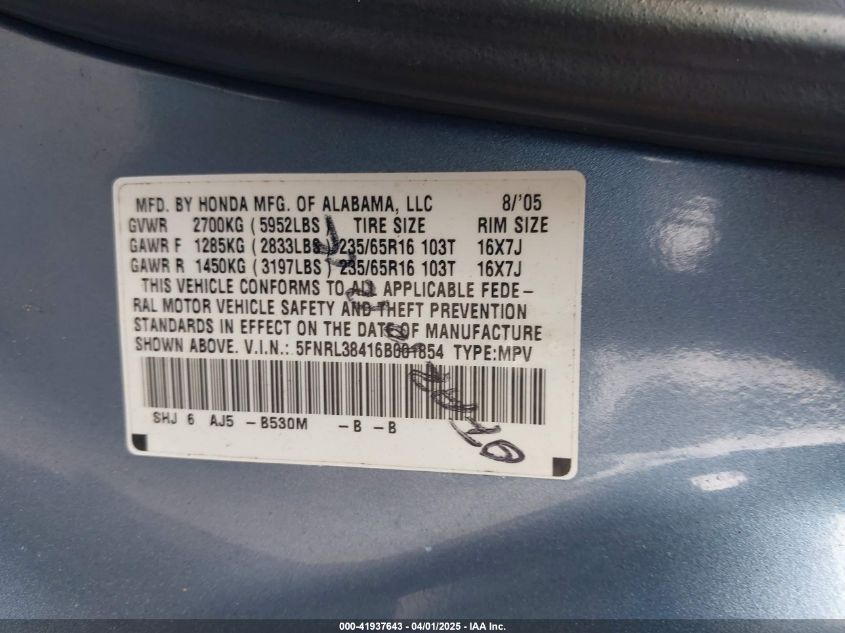 MFD. BY HONDA MFG. OF ALABAMA, LLC 8/'05
GVWR 2700KG (5952LBS) TIRE SIZE RIM SIZE
GAWR F 1285KG (2833LBS) 235/65R16 103T 16X7J
GAWR R 1450KG (3197LBS) 235/65R16 103T 16X7J
THIS VEHICLE CONFORMS TO ALL APPLICABLE FEDE-
RAL MOTOR VEHICLE SAFETY AND THEFT PREVENTION
STANDARDS IN EFFECT ON THE DATE OF MANUFACTURE
SHOWN ABOVE. V.I.N.: 5FNRL38416B001854 TYPE:MPV
SHJ 6 AJ5 -B530M -B -B
000-41937643 - 04/01/2025 - IAA Inc.